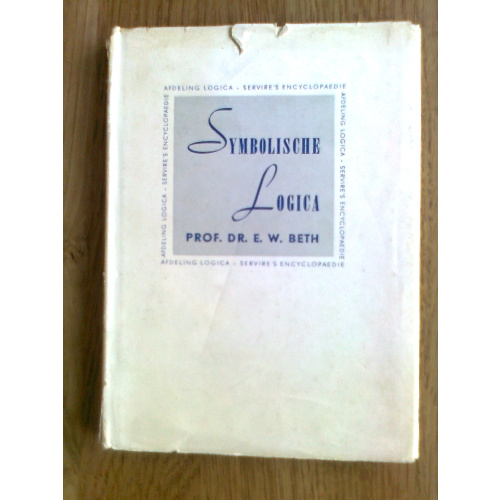 AFDELING LOGICA - SERVIRE'S ENCYCLOPAEDIE
AFDELING LOGICA - SERVIRE'S ENCYCLOPAEDIE
SYMBOLISCHE
LOGICA
PROF. DR. E. W. BETH
AFDELING LOGICA - SERVIRE'S ENCYCLOPAEDIE
AFDELING LOGICA - SERVIRE'S ENCYCLOPAEDIE